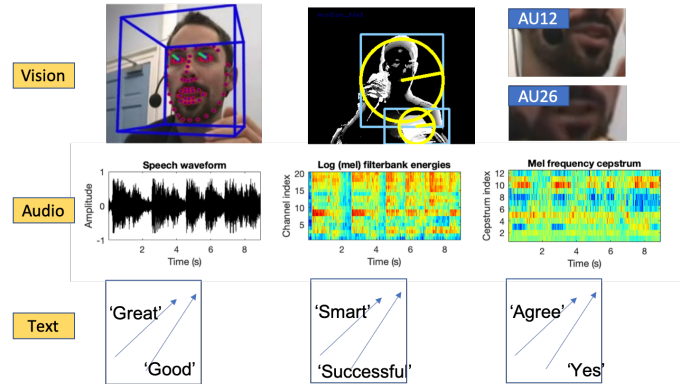 Vision
AU12
AU26
Audio
Speech waveform
Amplitude
1
0
-1
2 4 6 8
Time (s)
Log (mel) filterbank energies
Channel index
20
15
10
5
2 4 6 8
Time (s)
Mel frequency cepstrum
Cepstrum index
12
10
8
6
4
2
2 4 6 8
Time (s)
Text
‘Great’
‘Good’
‘Smart’
‘Successful’
‘Agree’
‘Yes’